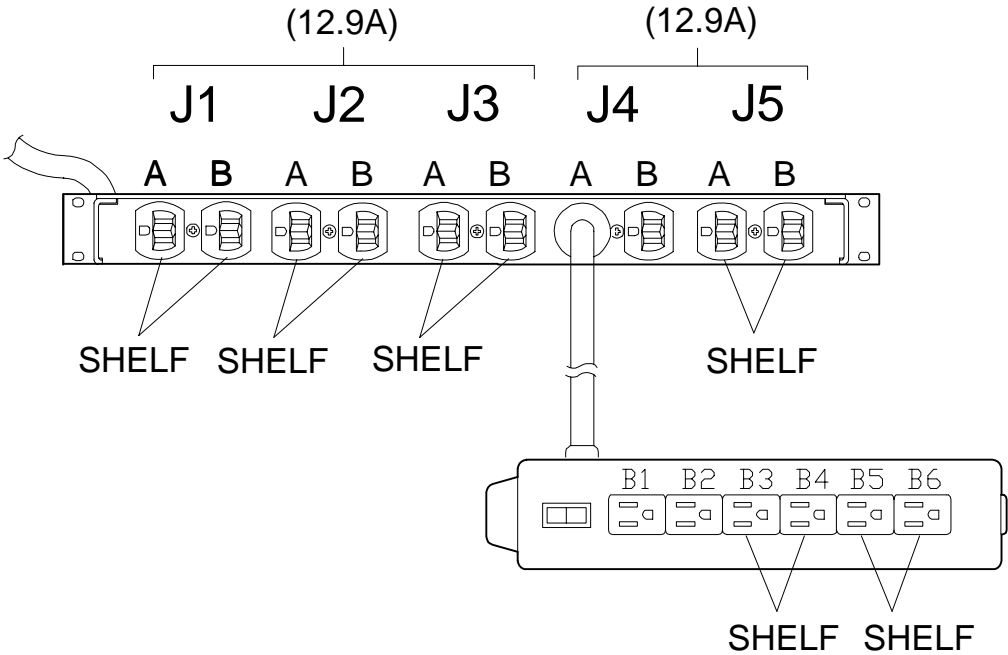 (12.9A) (12.9A)
J1 J2 J3 J4 J5
A B A B A B A B A B
SHELF SHELF SHELF SHELF
B1 B2 B3 B4 B5 B6
SHELF SHELF